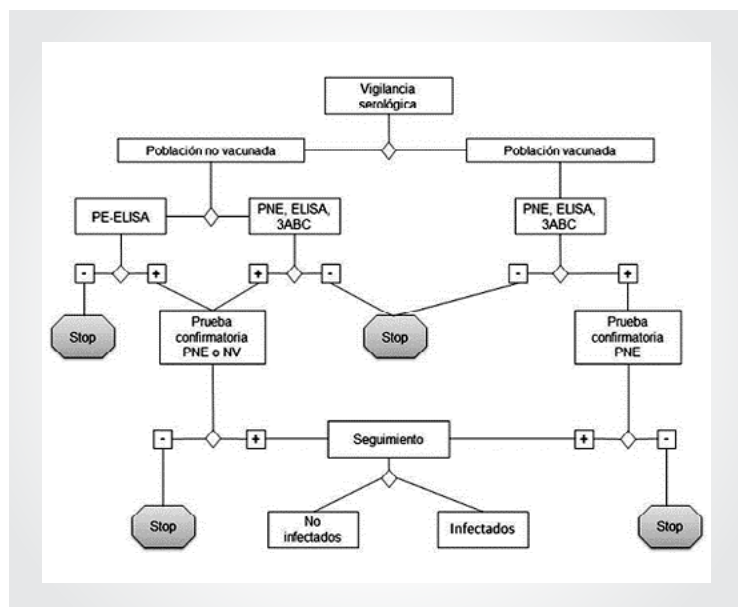 Vigilancia
serológica
Población no vacunada
Población vacunada
PE-ELISA
PNE, ELISA,
3ABC
PNE, ELISA,
3ABC
-
+
+
-
-
+
Stop
Prueba
confirmatoria
PNE o NV
Stop
Prueba
confirmatoria
PNE
-
+
Seguimiento
+
-
Stop
No
infectados
Infectados
Stop